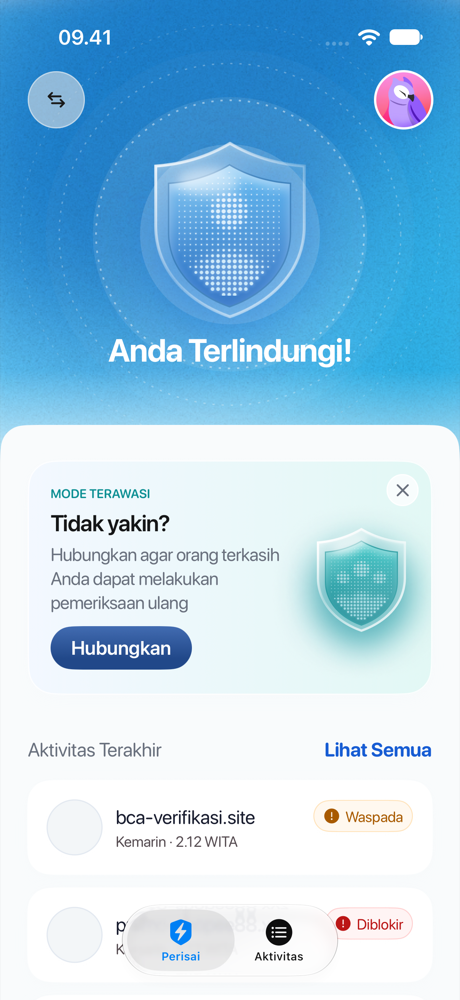 09.41
Anda Terlindungi!
MODE TERAWASI
Tidak yakin?
Hubungkan agar orang terkasih
Anda dapat melakukan
pemeriksaan ulang
Hubungkan
Aktivitas Terakhir
Lihat Semua
bca-verifikasi.site
Waspada
Kemarin · 2.12 WITA
Diblokir
Perisai
Aktivitas